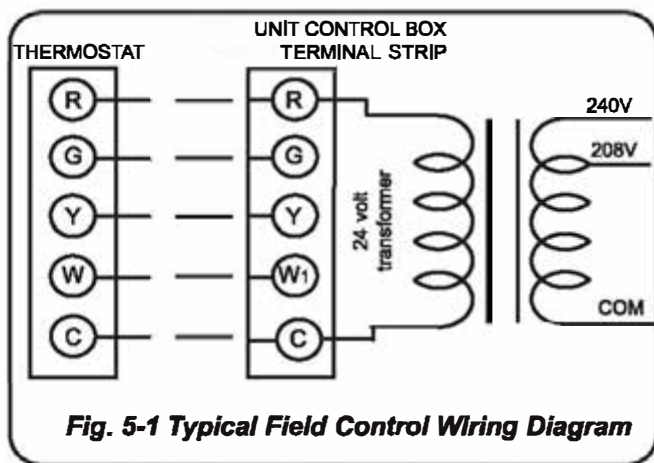 UNIT CONTROL BOX
THERMOSTAT TERMINAL STRIP
R R
G G
Y Y
W W1
C C
24 volt
transformer
240V
208V
COM
Fig. 5-1 Typical Field Control Wiring Diagram